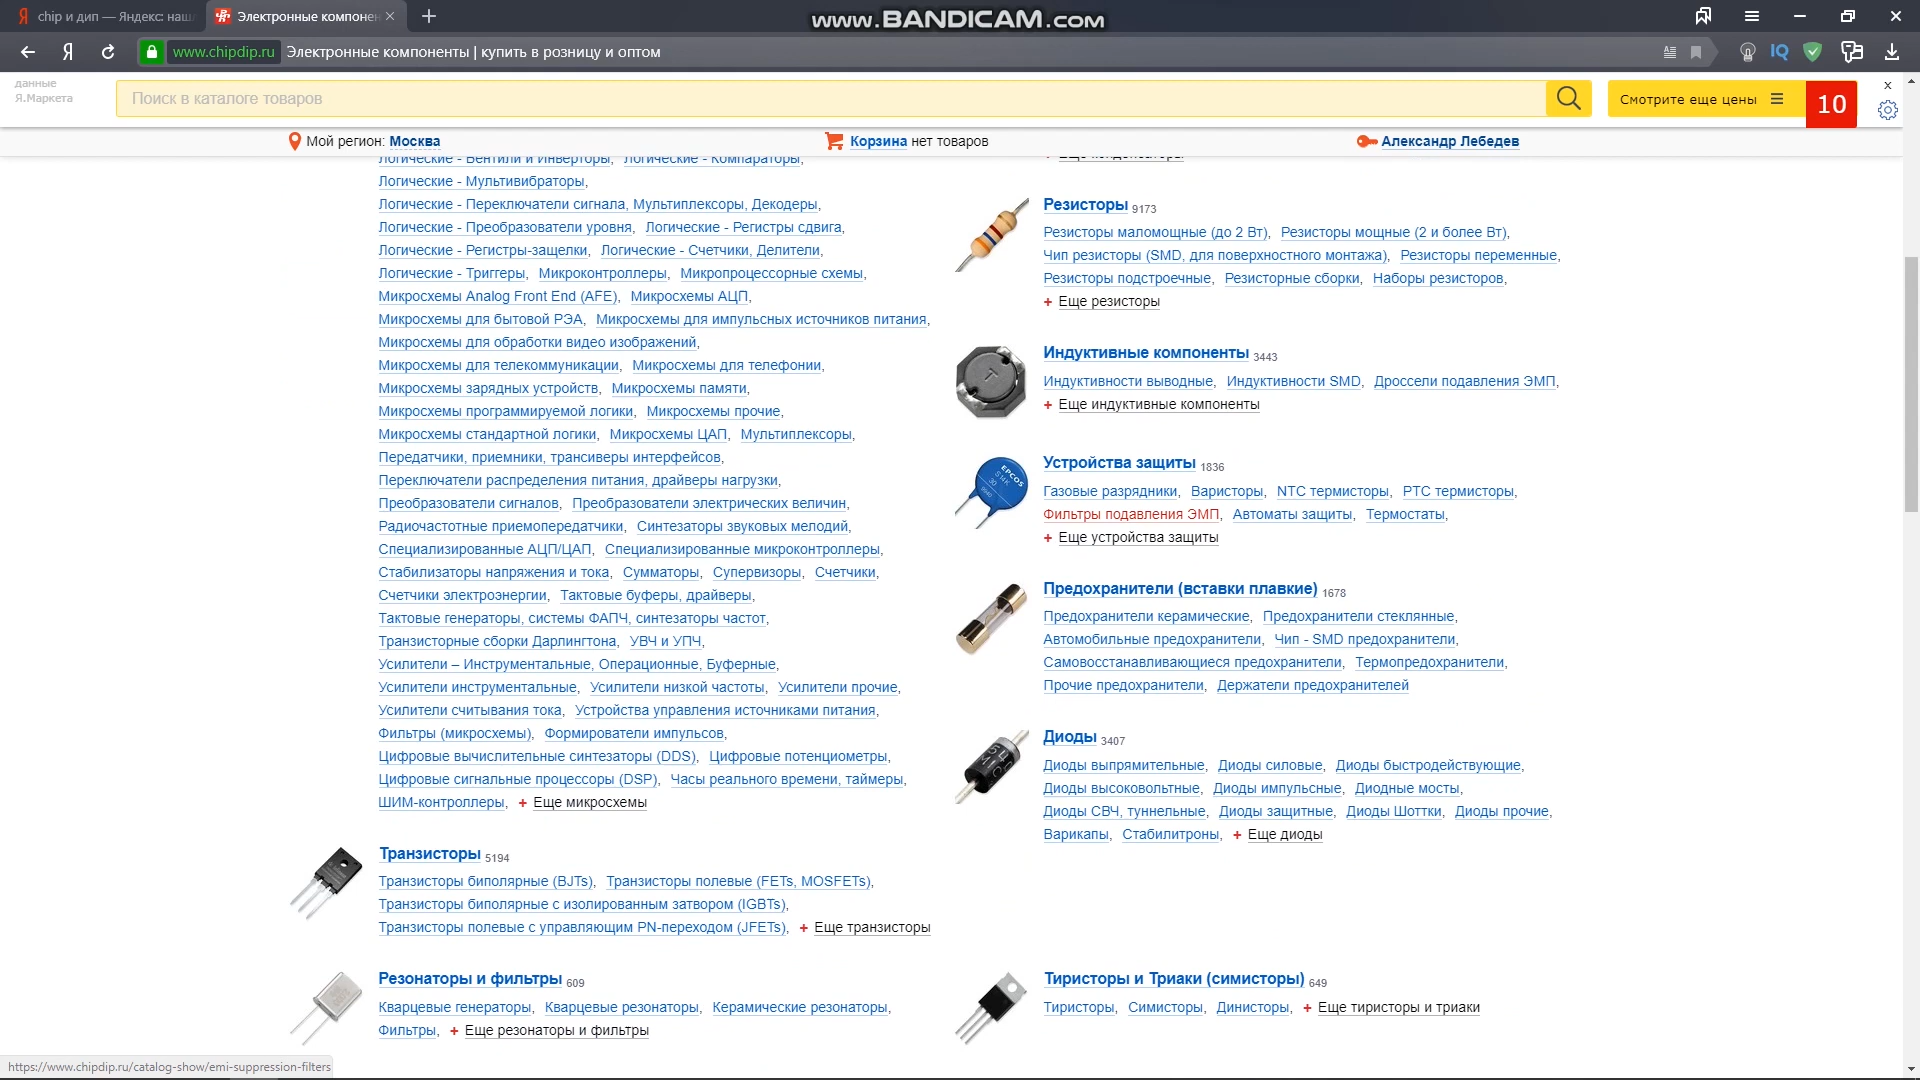 chip и дип — Яндекс: наш
Электронные компонен
www.BANDICAM.com
www.chipdip.ru Электронные компоненты | купить в розницу и оптом
IQ
данные
Я.Маркета
Поиск в каталоге товаров
Смотрите еще цены
10
Мой регион: Москва
Корзина нет товаров
Александр Лебедев
Логические - Вентили и Инверторы, Логические - Компараторы,
Логические - Мультивибраторы,
Логические - Переключатели сигнала, Мультиплексоры, Декодеры,
Логические - Преобразователи уровня, Логические - Регистры сдвига,
Логические - Регистры-защелки, Логические - Счетчики, Делители,
Логические - Триггеры, Микроконтроллеры, Микропроцессорные схемы,
Микросхемы Analog Front End (AFE), Микросхемы АЦП,
Микросхемы для бытовой РЭА, Микросхемы для импульсных источников питания,
Микросхемы для обработки видео изображений,
Микросхемы для телекоммуникации, Микросхемы для телефонии,
Микросхемы зарядных устройств, Микросхемы памяти,
Микросхемы программируемой логики, Микросхемы прочие,
Микросхемы стандартной логики, Микросхемы ЦАП, Мультиплексоры,
Передатчики, приемники, трансиверы интерфейсов,
Переключатели распределения питания, драйверы нагрузки,
Преобразователи сигналов, Преобразователи электрических величин,
Радиочастотные приемопередатчики, Синтезаторы звуковых мелодий,
Специализированные АЦП/ЦАП, Специализированные микроконтроллеры,
Стабилизаторы напряжения и тока, Сумматоры, Супервизоры, Счетчики,
Счетчики электроэнергии, Тактовые буферы, драйверы,
Тактовые генераторы, системы ФАПЧ, синтезаторы частот,
Транзисторные сборки Дарлингтона, УВЧ и УПЧ,
Усилители – Инструментальные, Операционные, Буферные,
Усилители инструментальные, Усилители низкой частоты, Усилители прочие,
Усилители считывания тока, Устройства управления источниками питания,
Фильтры (микросхемы), Формирователи импульсов,
Цифровые вычислительные синтезаторы (DDS), Цифровые потенциометры,
Цифровые сигнальные процессоры (DSP), Часы реального времени, таймеры,
ШИМ-контроллеры, + Еще микросхемы
Транзисторы 5194
Транзисторы биполярные (BJTs), Транзисторы полевые (FETs, MOSFETs),
Транзисторы биполярные с изолированным затвором (IGBTs),
Транзисторы полевые с управляющим PN-переходом (JFETs), + Еще транзисторы
Резонаторы и фильтры 609
Кварцевые генераторы, Кварцевые резонаторы, Керамические резонаторы,
Фильтры, + Еще резонаторы и фильтры
+ Еще конденсаторы
Резисторы 9173
Резисторы маломощные (до 2 Вт), Резисторы мощные (2 и более Вт),
Чип резисторы (SMD, для поверхностного монтажа), Резисторы переменные,
Резисторы подстроечные, Резисторные сборки, Наборы резисторов,
+ Еще резисторы
Индуктивные компоненты 3443
Индуктивности выводные, Индуктивности SMD, Дроссели подавления ЭМП,
+ Еще индуктивные компоненты
EPCOS
Устройства защиты 1836
Газовые разрядники, Варисторы, NTC термисторы, PTC термисторы,
Фильтры подавления ЭМП, Автоматы защиты, Термостаты,
+ Еще устройства защиты
Предохранители (вставки плавкие) 1678
Предохранители керамические, Предохранители стеклянные,
Автомобильные предохранители, Чип - SMD предохранители,
Самовосстанавливающиеся предохранители, Термопредохранители,
Прочие предохранители, Держатели предохранителей
Диоды 3407
Диоды выпрямительные, Диоды силовые, Диоды быстродействующие,
Диоды высоковольтные, Диоды импульсные, Диодные мосты,
Диоды СВЧ, туннельные, Диоды защитные, Диоды Шоттки, Диоды прочие,
Варикапы, Стабилитроны, + Еще диоды
Тиристоры и Триаки (симисторы) 649
Тиристоры, Симисторы, Динисторы, + Еще тиристоры и триаки
https://www.chipdip.ru/catalog-show/emi-suppression-filters